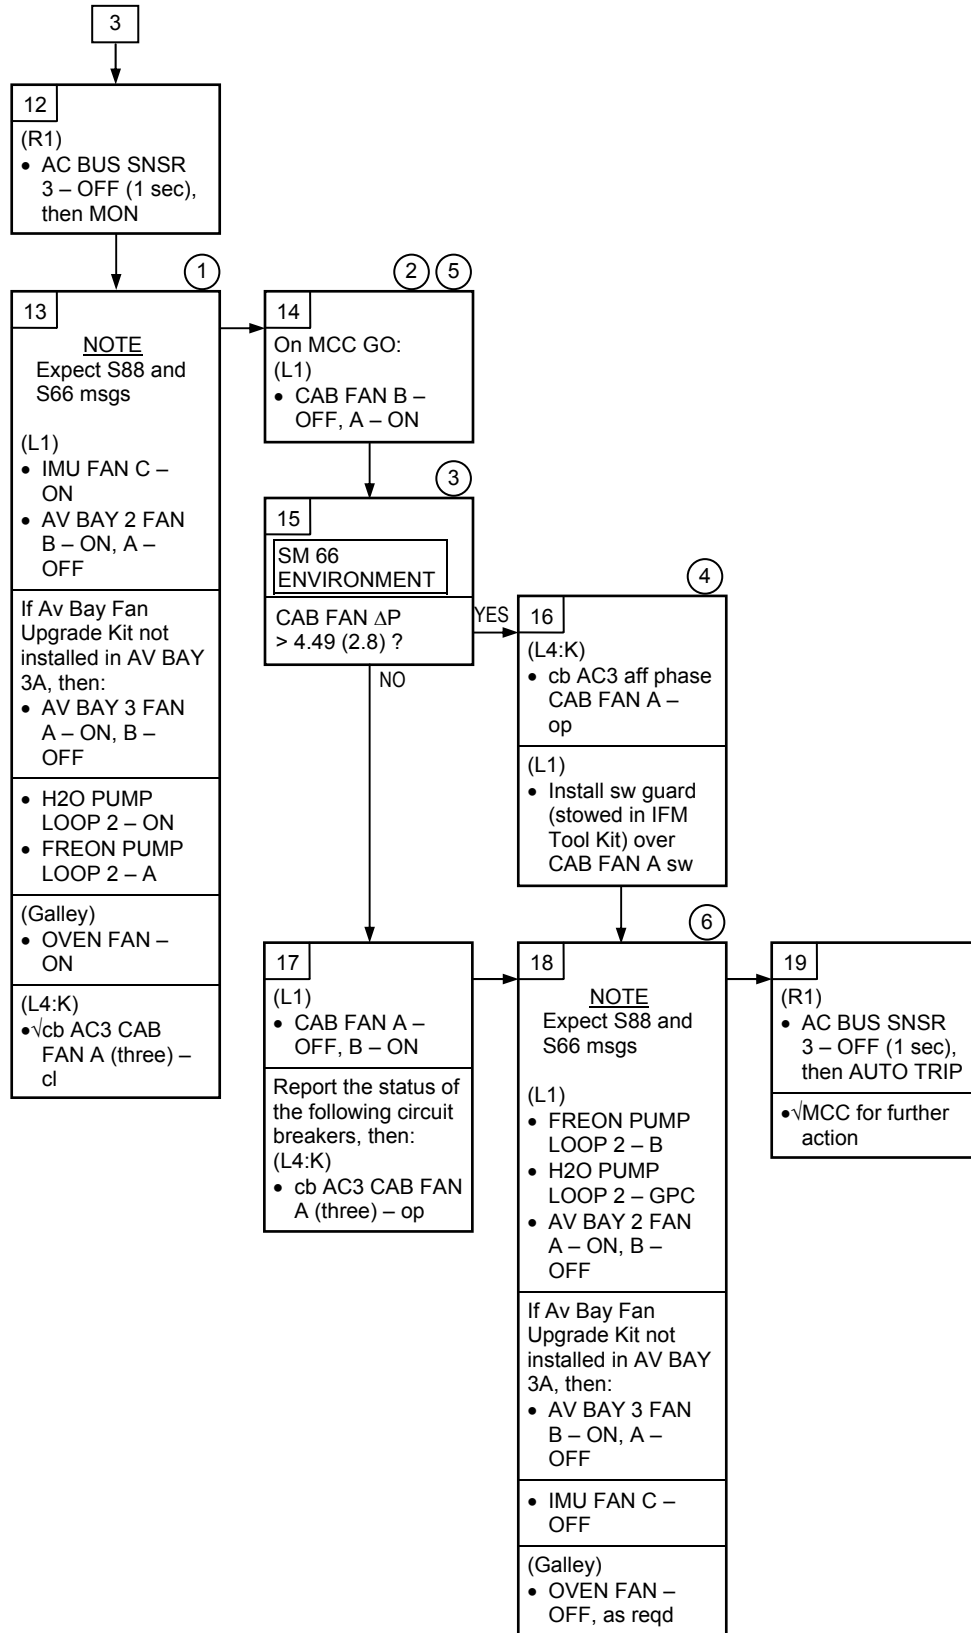 3
12
(R1)
• AC BUS SNSR
3 – OFF (1 sec),
then MON
1
13
NOTE
Expect S88 and
S66 msgs
(L1)
• IMU FAN C –
ON
• AV BAY 2 FAN
B – ON, A –
OFF
If Av Bay Fan
Upgrade Kit not
installed in AV BAY
3A, then:
• AV BAY 3 FAN
A – ON, B –
OFF
• H2O PUMP
LOOP 2 – ON
• FREON PUMP
LOOP 2 – A
(Galley)
• OVEN FAN –
ON
(L4:K)
•√cb AC3 CAB
FAN A (three) –
cl
2 5
14
On MCC GO:
(L1)
• CAB FAN B –
OFF, A – ON
3
15
SM 66
ENVIRONMENT
CAB FAN ΔP
> 4.49 (2.8) ?
YES
NO
4
16
(L4:K)
• cb AC3 aff phase
CAB FAN A –
op
(L1)
• Install sw guard
(stowed in IFM
Tool Kit) over
CAB FAN A sw
17
(L1)
• CAB FAN A –
OFF, B – ON
Report the status of
the following circuit
breakers, then:
(L4:K)
• cb AC3 CAB FAN
A (three) – op
6
18
NOTE
Expect S88 and
S66 msgs
(L1)
• FREON PUMP
LOOP 2 – B
• H2O PUMP
LOOP 2 – GPC
• AV BAY 2 FAN
A – ON, B –
OFF
If Av Bay Fan
Upgrade Kit not
installed in AV BAY
3A, then:
• AV BAY 3 FAN
B – ON, A –
OFF
• IMU FAN C –
OFF
(Galley)
• OVEN FAN –
OFF, as reqd
19
(R1)
• AC BUS SNSR
3 – OFF (1 sec),
then AUTO TRIP
•√MCC for further
action